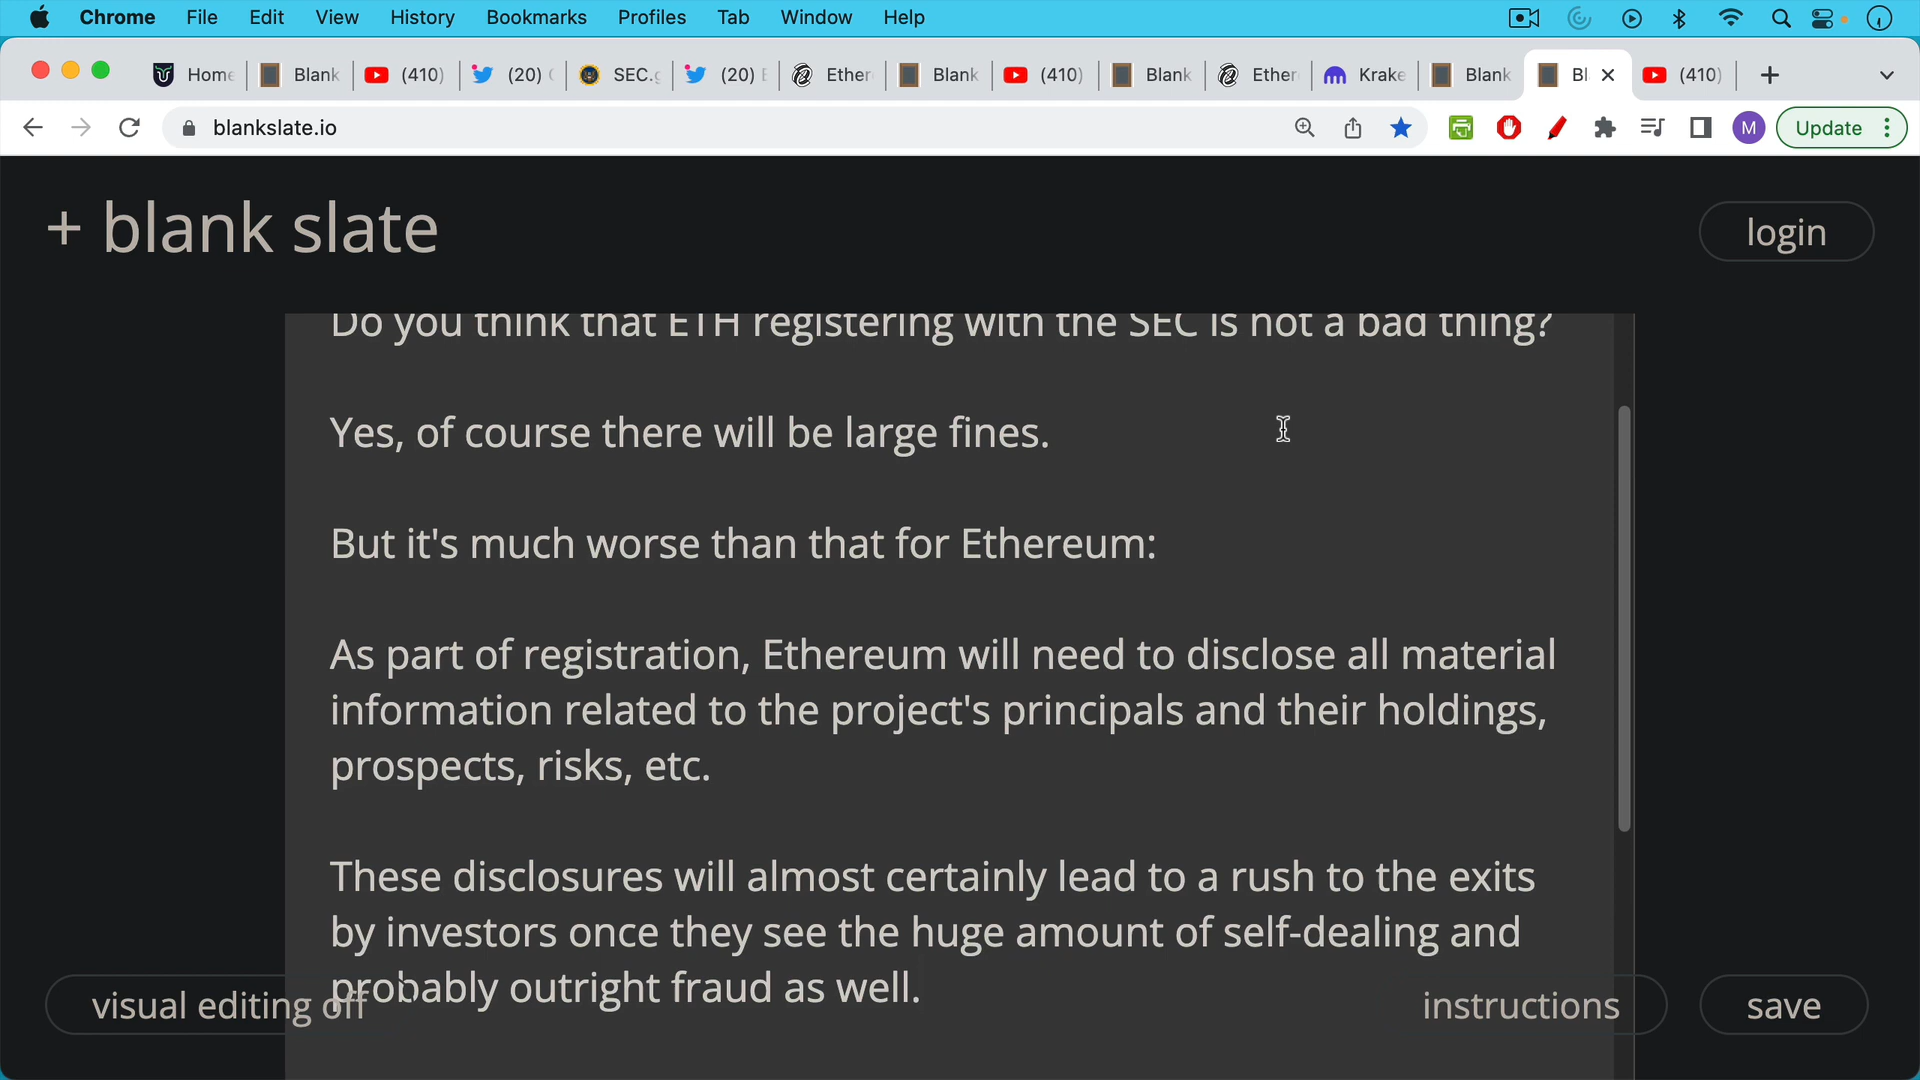 Chrome File Edit View History Bookmarks Profiles Tab Window Help
Home Blank (410) (20) SEC.g (20) Ether Blank (410) Blank Ether Krake Blank Bl (410)
blankslate.io M Update
+ blank slate login
Do you think that ETH registering with the SEC is not a bad thing?
Yes, of course there will be large fines.
But it's much worse than that for Ethereum:
As part of registration, Ethereum will need to disclose all material
information related to the project's principals and their holdings,
prospects, risks, etc.
These disclosures will almost certainly lead to a rush to the exits
by investors once they see the huge amount of self-dealing and
probably outright fraud as well.
visual editing off instructions save